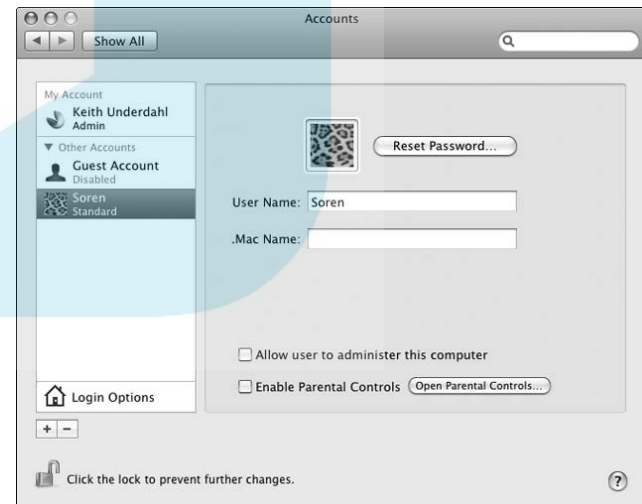 Accounts
Show All
My Account
Keith Underdahl
Admin
Other Accounts
Guest Account
Disabled
Soren
Standard
Login Options
Reset Password...
User Name: Soren
.Mac Name:
Allow user to administer this computer
Enable Parental Controls Open Parental Controls...
+ −
Click the lock to prevent further changes.
?